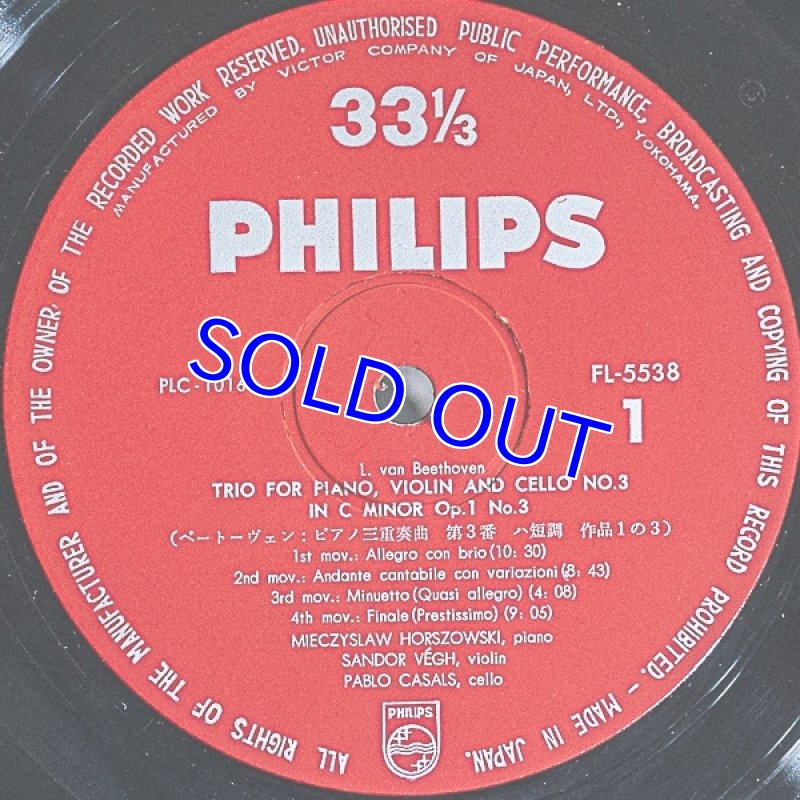 ALL RIGHTS OF THE MANUFACTURER AND OF THE OWNER OF THE RECORDED WORK RESERVED. UNAUTHORISED PUBLIC PERFORMANCE, BROADCASTING AND COPYING OF THIS RECORD PROHIBITED. – MADE IN JAPAN.
MANUFACTURED BY VICTOR COMPANY OF JAPAN, LTD., YOKOHAMA.
33⅓
PHILIPS
SOLD OUT
FL-5538
1
L. van Beethoven
TRIO FOR PIANO, VIOLIN AND CELLO NO.3
IN C MINOR Op.1 No.3
(ベートーヴェン：ピアノ三重奏曲 第3番 ハ短調 作品1の3)
1st mov.: Allegro con brio (10: 30)
2nd mov.: Andante cantabile con variazioni (8: 43)
3rd mov.: Minuetto (Quasi allegro) (4: 08)
4th mov.: Finale (Prestissimo) (9: 05)
MIECZYSLAW HORSZOWSKI, piano
SANDOR VÉGH, violin
PABLO CASALS, cello
PHILIPS